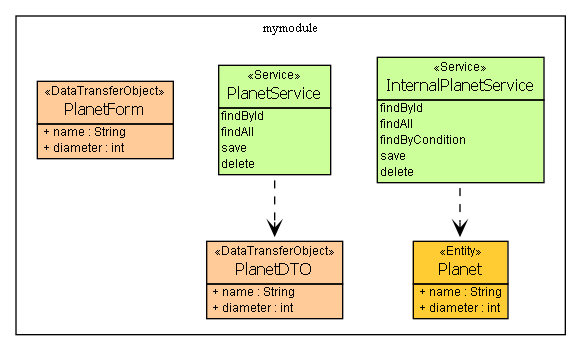 mymodule
«DataTransferObject»
PlanetForm
+ name : String
+ diameter : int
«Service»
PlanetService
findById
findAll
save
delete
«Service»
InternalPlanetService
findById
findAll
findByCondition
save
delete
«DataTransferObject»
PlanetDTO
+ name : String
+ diameter : int
«Entity»
Planet
+ name : String
+ diameter : int